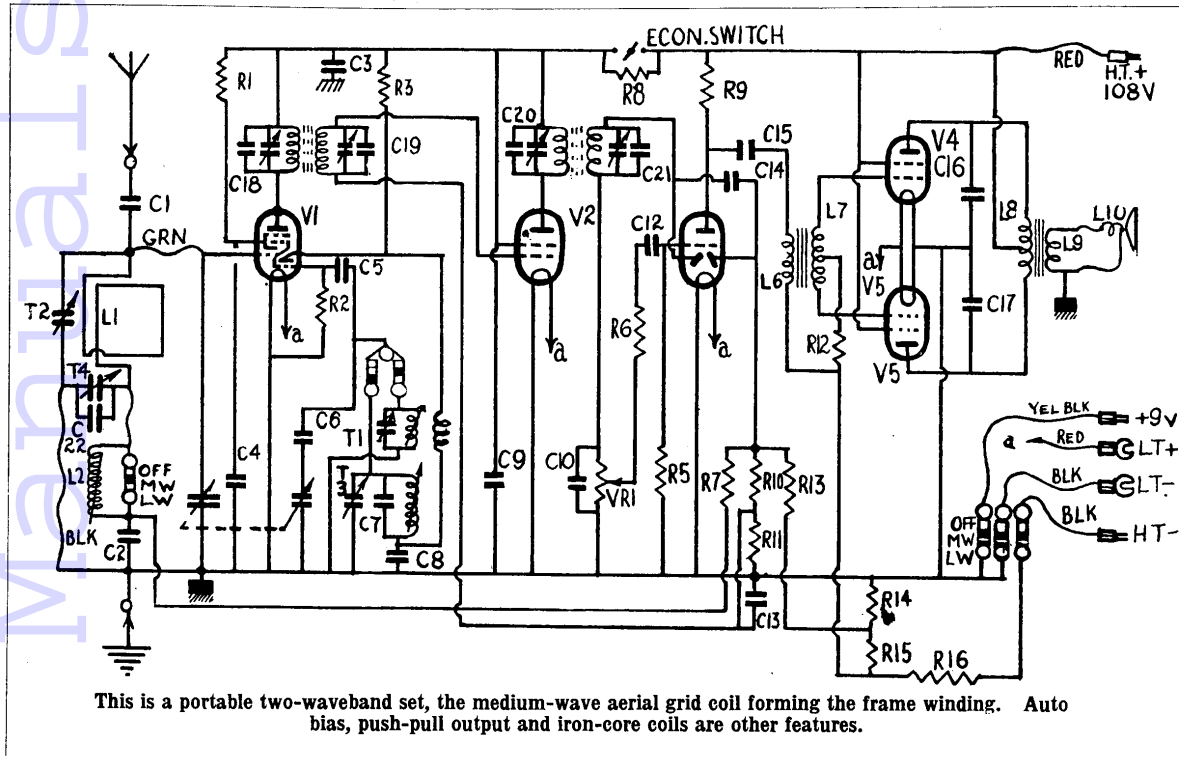 Manuals
ECON.SWITCH
RED
H.T.+
108V
R1
C3
R3
R8
R9
C20
C15
C14
C19
C18
C21
V4
C16
C1
GRN
V1
V2
C12
L7
L8
L10
L9
C5
a
V5
L6
T2
L1
R2
a
R6
a
a
C17
R12
T4
V5
C
22
C6
T1
YEL BLK
+9V
a
RED
LT+
L2
OFF
MW
LW
C4
T
3
C9
C10
VR1
R5
R7
R10
R13
BLK
LT-
BLK
C2
C7
C8
R11
OFF
MW
LW
BLK
HT-
C13
R14
R15
R16
This is a portable two-waveband set, the medium-wave aerial grid coil forming the frame winding. Auto
bias, push-pull output and iron-core coils are other features.